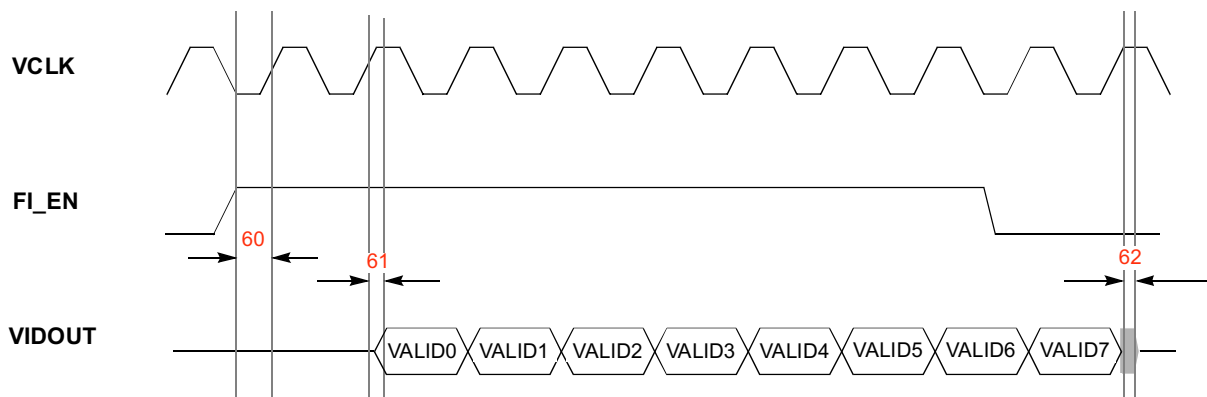 VCLK
FI_EN
60
61
62
VIDOUT
VALID0 VALID1 VALID2 VALID3 VALID4 VALID5 VALID6 VALID7